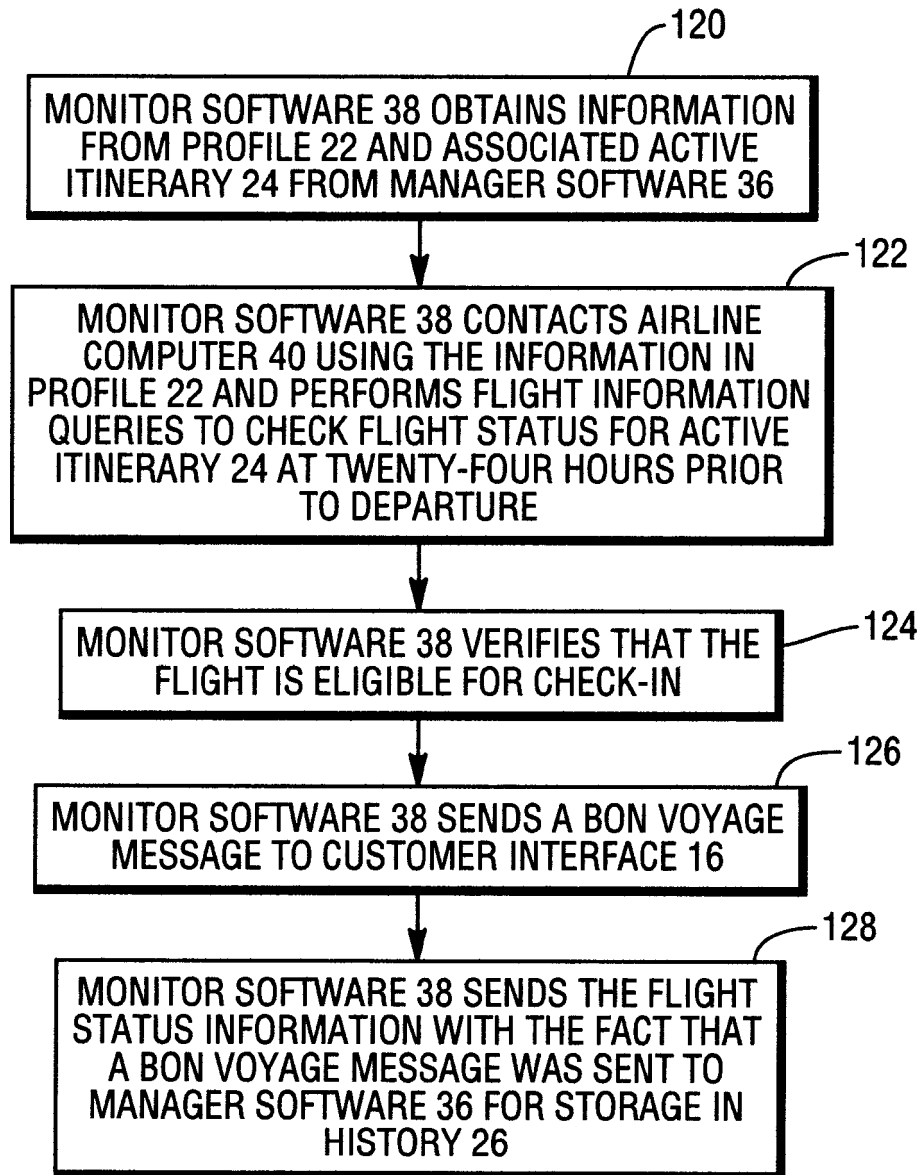 120
MONITOR SOFTWARE 38 OBTAINS INFORMATION
FROM PROFILE 22 AND ASSOCIATED ACTIVE
ITINERARY 24 FROM MANAGER SOFTWARE 36
122
MONITOR SOFTWARE 38 CONTACTS AIRLINE
COMPUTER 40 USING THE INFORMATION IN
PROFILE 22 AND PERFORMS FLIGHT INFORMATION
QUERIES TO CHECK FLIGHT STATUS FOR ACTIVE
ITINERARY 24 AT TWENTY-FOUR HOURS PRIOR
TO DEPARTURE
124
MONITOR SOFTWARE 38 VERIFIES THAT THE
FLIGHT IS ELIGIBLE FOR CHECK-IN
126
MONITOR SOFTWARE 38 SENDS A BON VOYAGE
MESSAGE TO CUSTOMER INTERFACE 16
128
MONITOR SOFTWARE 38 SENDS THE FLIGHT
STATUS INFORMATION WITH THE FACT THAT
A BON VOYAGE MESSAGE WAS SENT TO
MANAGER SOFTWARE 36 FOR STORAGE IN
HISTORY 26